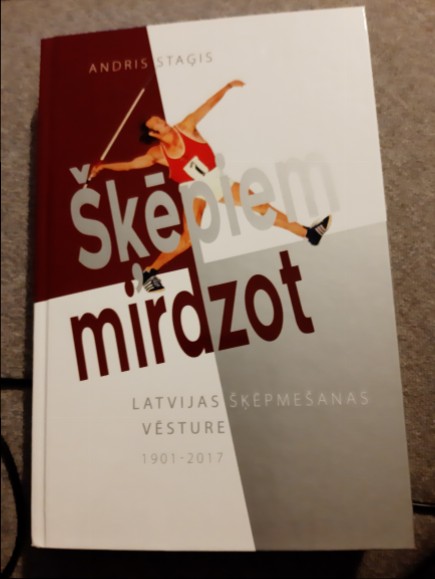 ANDRIS STAĢIS
Šķēpiem
mirdzot
LATVIJAS ŠĶĒPMEŠANAS
VĒSTURE
1901-2017